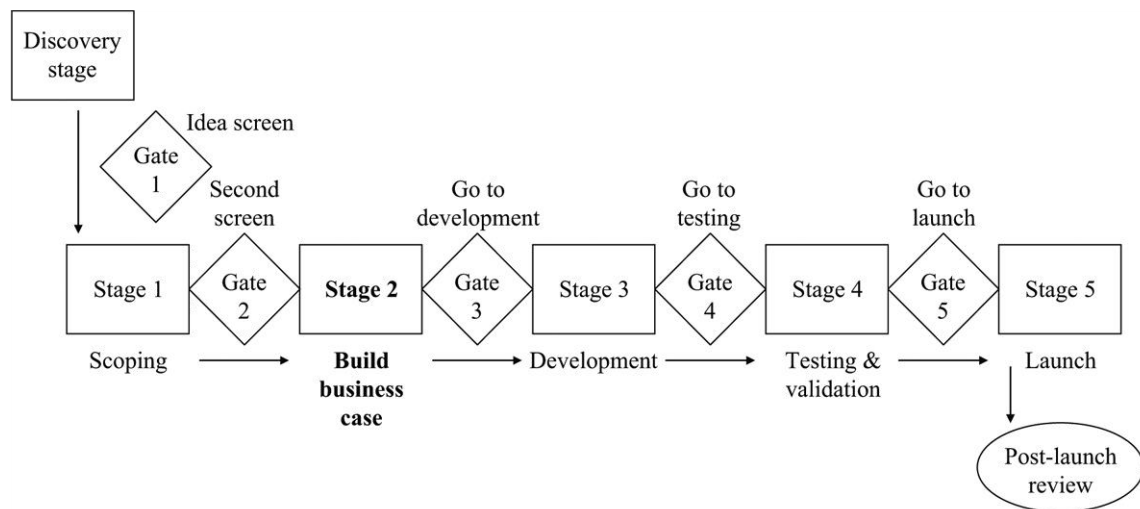 Discovery
stage
Idea screen
Gate
1
Second
screen
Go to
development
Go to
testing
Go to
launch
Stage 1
Gate
2
Stage 2
Gate
3
Stage 3
Gate
4
Stage 4
Gate
5
Stage 5
Scoping
Build
business
case
Development
Testing &
validation
Launch
Post-launch
review